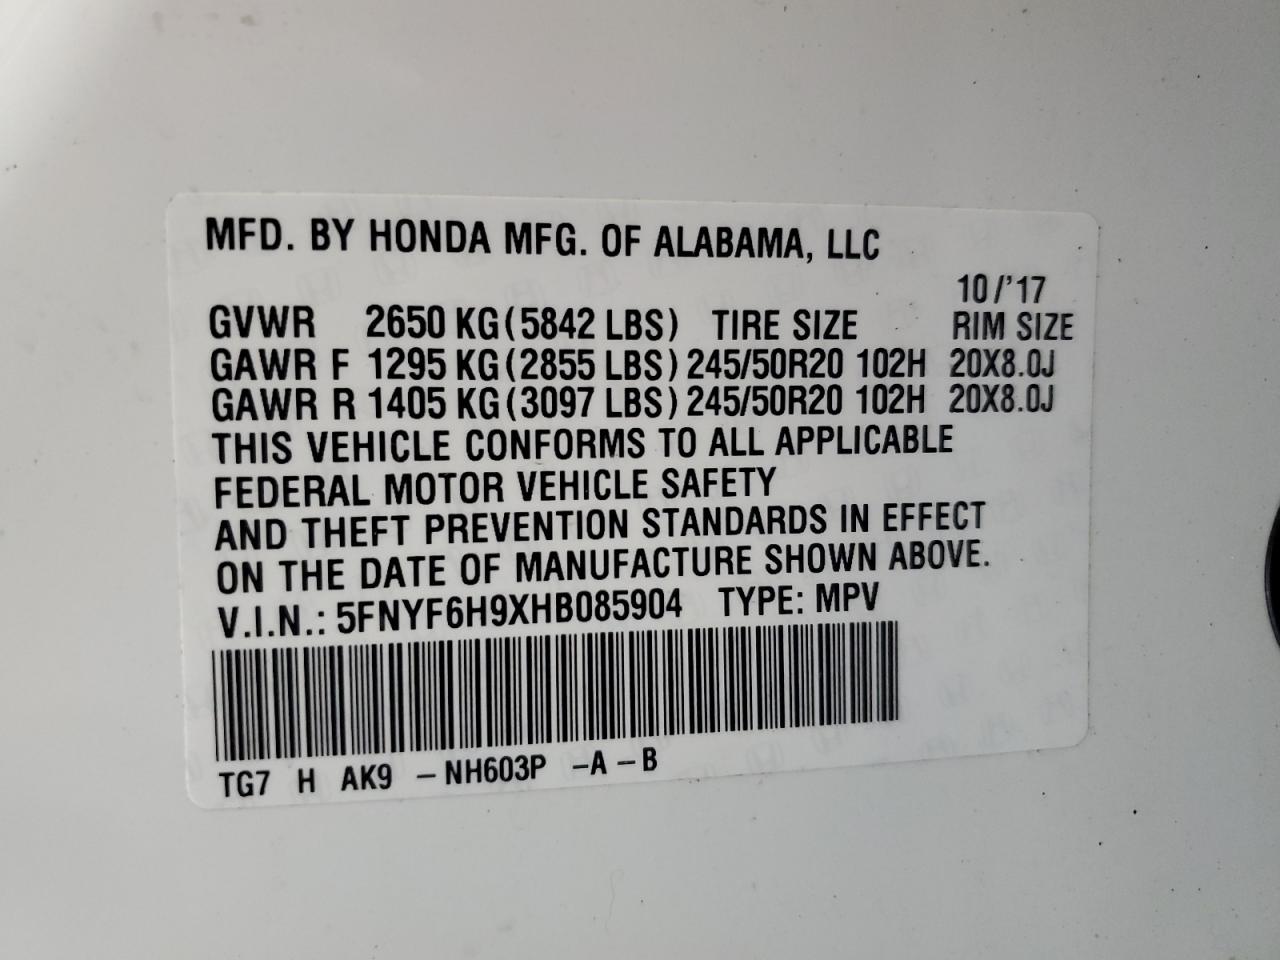 MFD. BY HONDA MFG. OF ALABAMA, LLC
10/'17
GVWR 2650 KG(5842 LBS) TIRE SIZE RIM SIZE
GAWR F 1295 KG(2855 LBS) 245/50R20 102H 20X8.0J
GAWR R 1405 KG(3097 LBS) 245/50R20 102H 20X8.0J
THIS VEHICLE CONFORMS TO ALL APPLICABLE
FEDERAL MOTOR VEHICLE SAFETY
AND THEFT PREVENTION STANDARDS IN EFFECT
ON THE DATE OF MANUFACTURE SHOWN ABOVE.
V.I.N.: 5FNYF6H9XHB085904 TYPE: MPV
TG7 H AK9 -NH603P -A -B